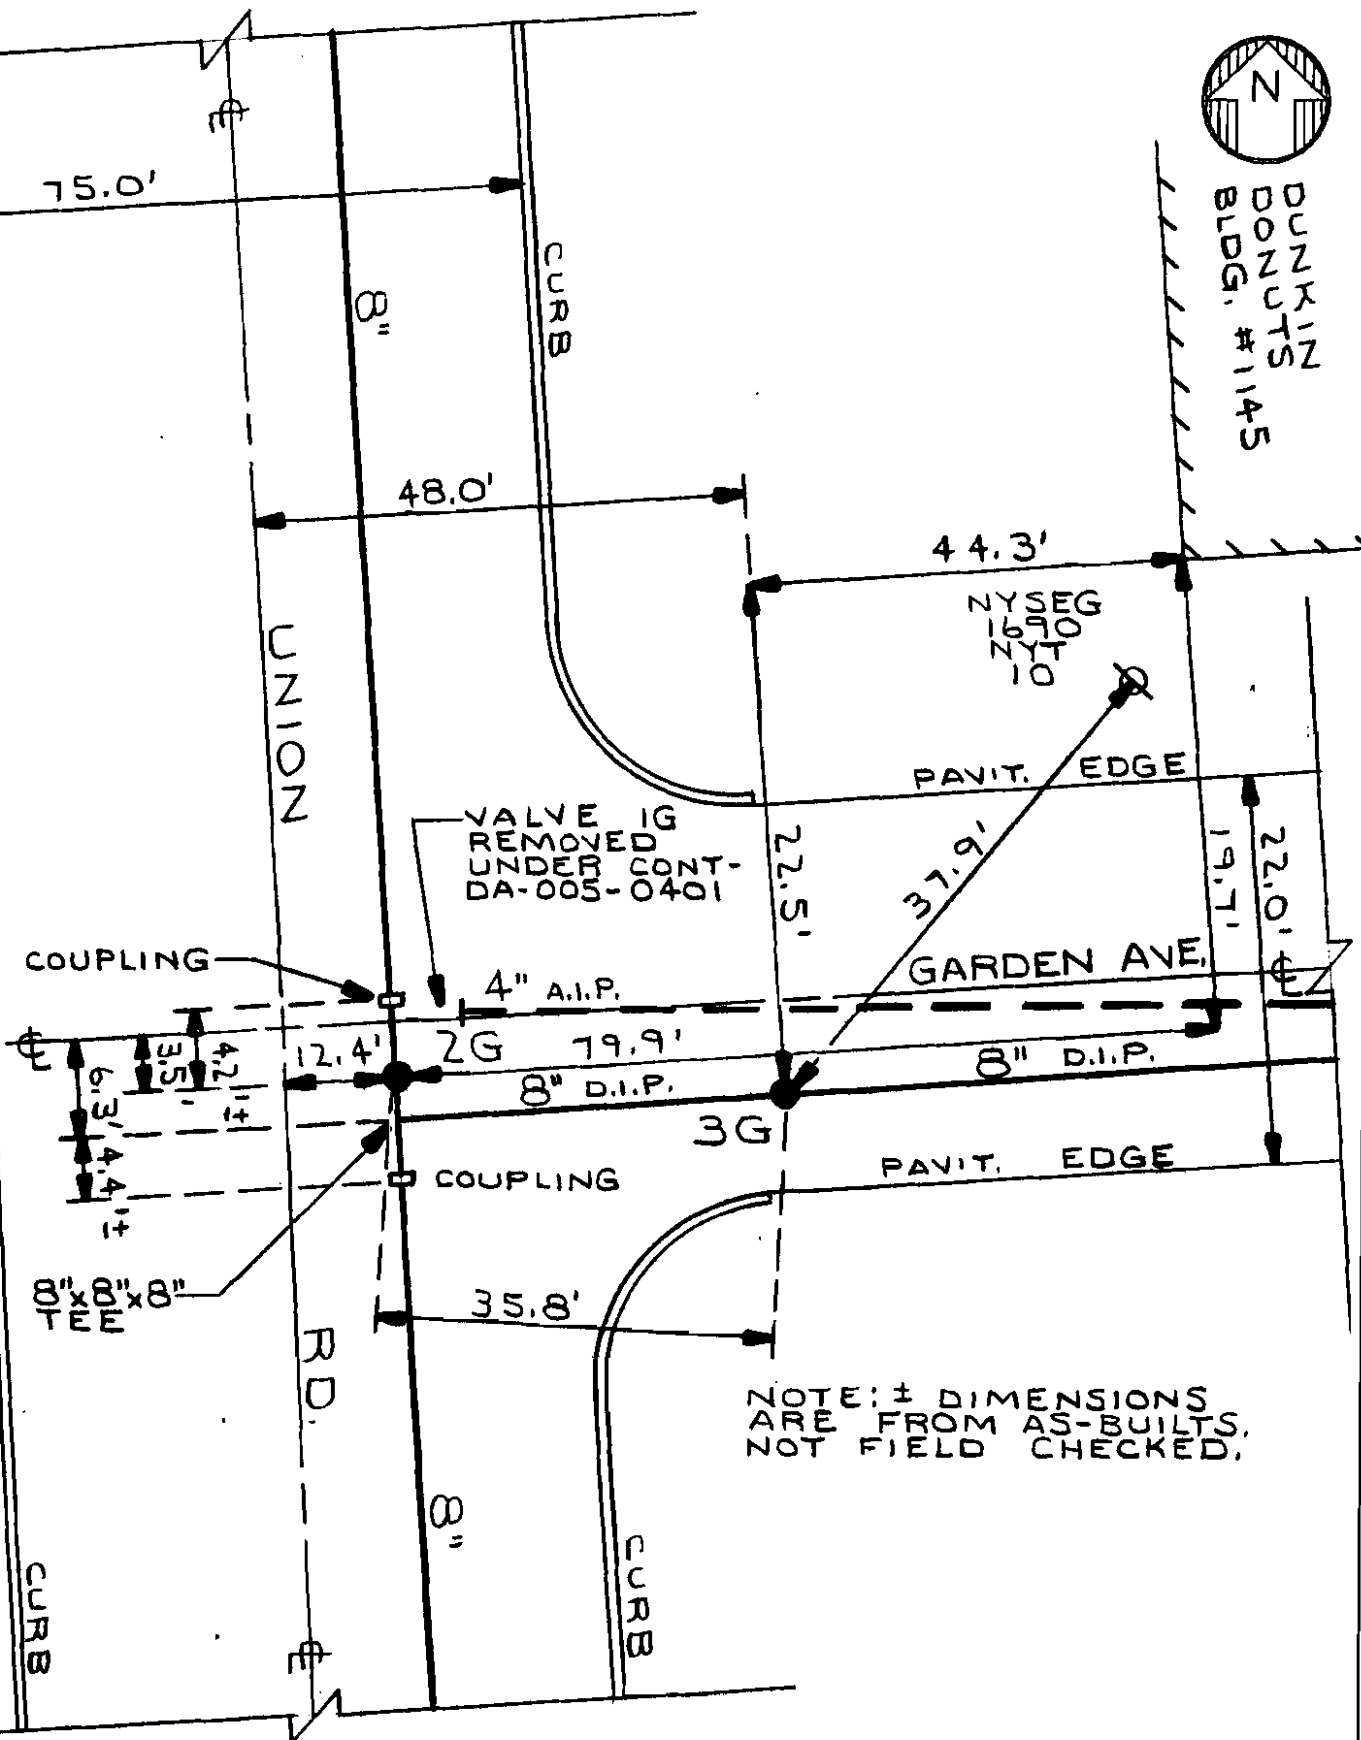 N
DUNKIN
DONUTS
BLDG. #1145
℄
75.0'
CURB
8"
48.0'
44.3'
NYSEG
1690
NYT
10
UNION
PAVIT. EDGE
VALVE 1G
REMOVED
UNDER CONT-
DA-005-0401
22.5'
37.9'
19.7'
22.0'
COUPLING
GARDEN AVE.
℄
4" A.I.P.
℄
12.4'
2G
79.9'
4.2'±
3.5'
6.3'
8" D.I.P.
8" D.I.P.
3G
4.4'±
COUPLING
PAVIT. EDGE
8"x8"x8"
TEE
35.8'
RD.
NOTE: ± DIMENSIONS
ARE FROM AS-BUILTS,
NOT FIELD CHECKED.
8"
CURB
CURB
℄